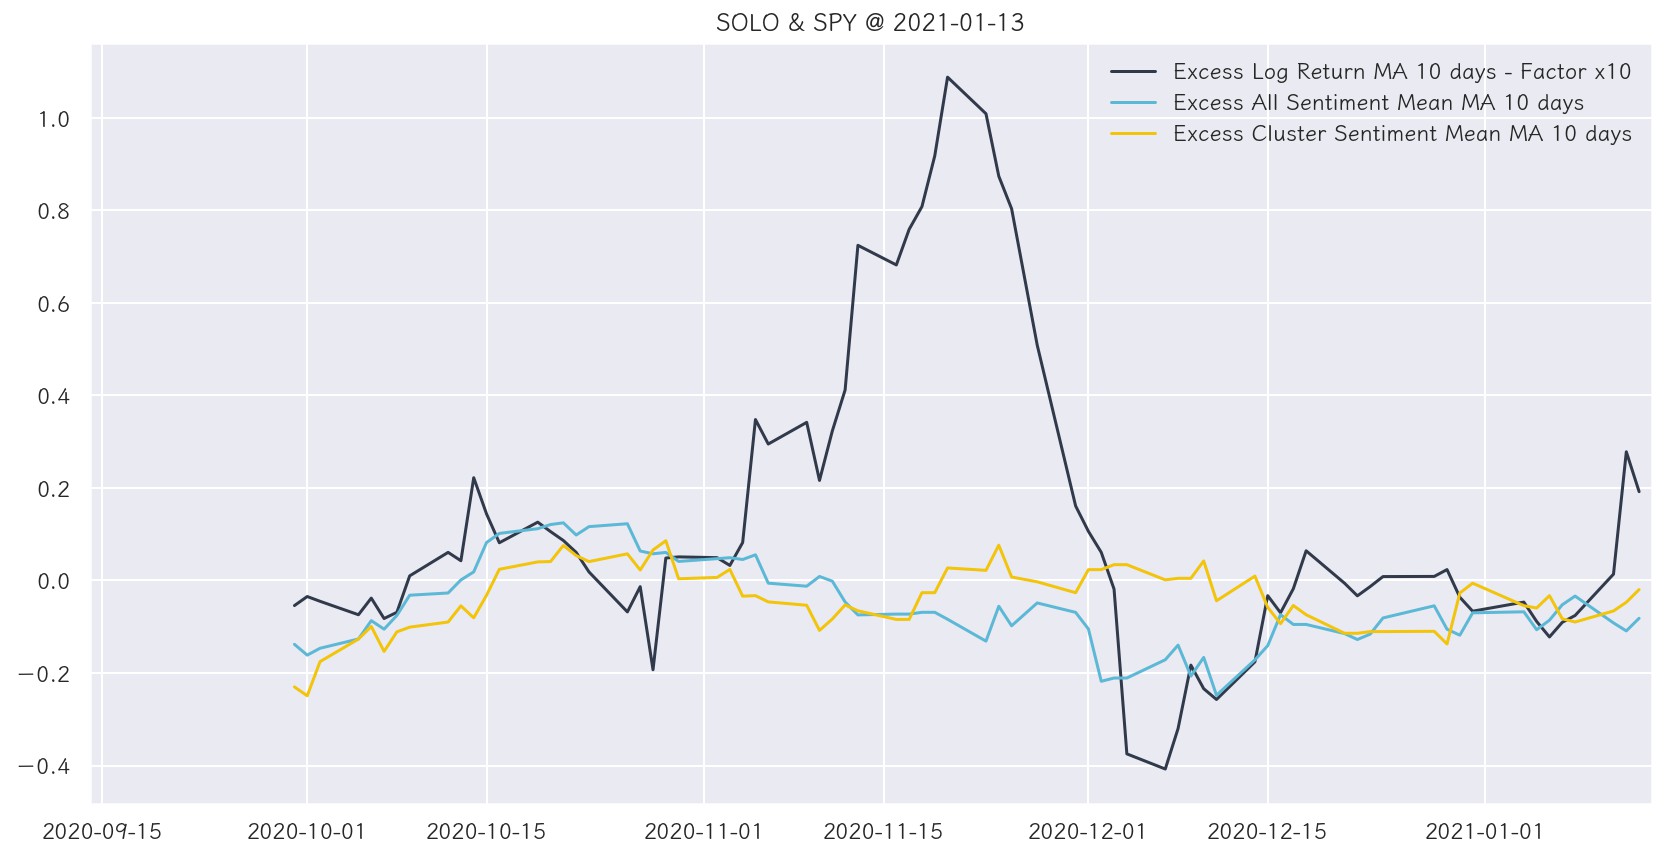 SOLO & SPY @ 2021-01-13
Excess Log Return MA 10 days - Factor x10
Excess All Sentiment Mean MA 10 days
Excess Cluster Sentiment Mean MA 10 days
1.0
0.8
0.6
0.4
0.2
0.0
−0.2
−0.4
2020-09-15 2020-10-01 2020-10-15 2020-11-01 2020-11-15 2020-12-01 2020-12-15 2021-01-01